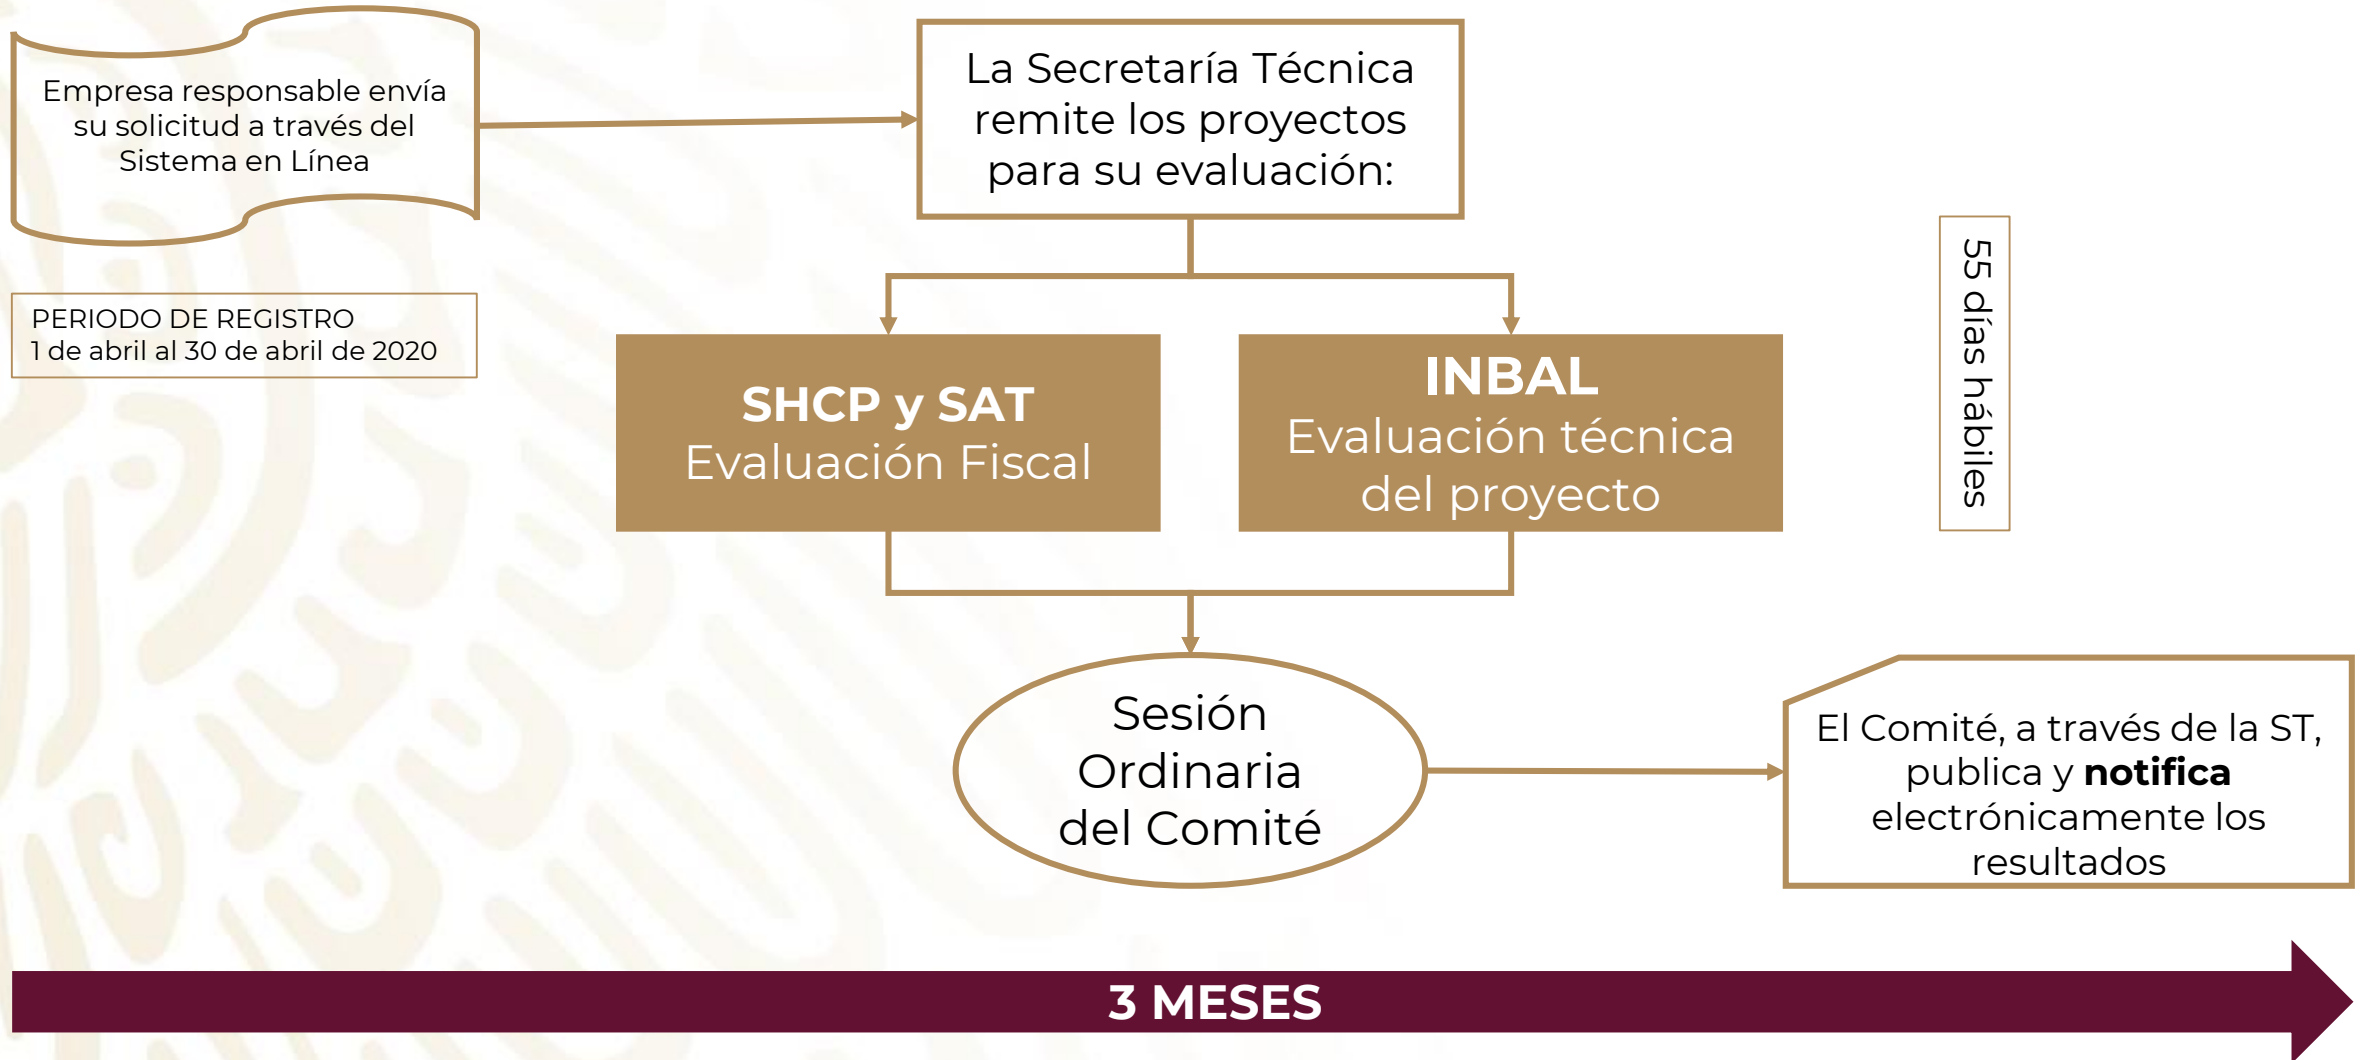 Empresa responsable envía
su solicitud a través del
Sistema en Línea
PERIODO DE REGISTRO
1 de abril al 30 de abril de 2020
La Secretaría Técnica
remite los proyectos
para su evaluación:
SHCP y SAT
Evaluación Fiscal
INBAL
Evaluación técnica
del proyecto
55 días hábiles
Sesión
Ordinaria
del Comité
El Comité, a través de la ST,
publica y notifica
electrónicamente los
resultados
3 MESES